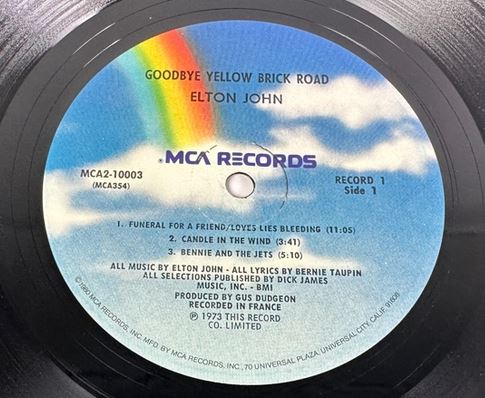 GOODBYE YELLOW BRICK ROAD
ELTON JOHN
MCA RECORDS
MCA2-10003
(MCA354)
RECORD 1
Side 1
1. FUNERAL FOR A FRIEND/LOVES LIES BLEEDING (11:05)
2. CANDLE IN THE WIND (3:41)
3. BENNIE AND THE JETS (5:10)
ALL MUSIC BY ELTON JOHN - ALL LYRICS BY BERNIE TAUPIN
ALL SELECTIONS PUBLISHED BY DICK JAMES
MUSIC, INC. - BMI
PRODUCED BY GUS DUDGEON
RECORDED IN FRANCE
℗ 1973 THIS RECORD
CO. LIMITED
©1980 MCA RECORDS, INC. MFD. BY MCA RECORDS, INC., 70 UNIVERSAL PLAZA, UNIVERSAL CITY, CALIF. 91608